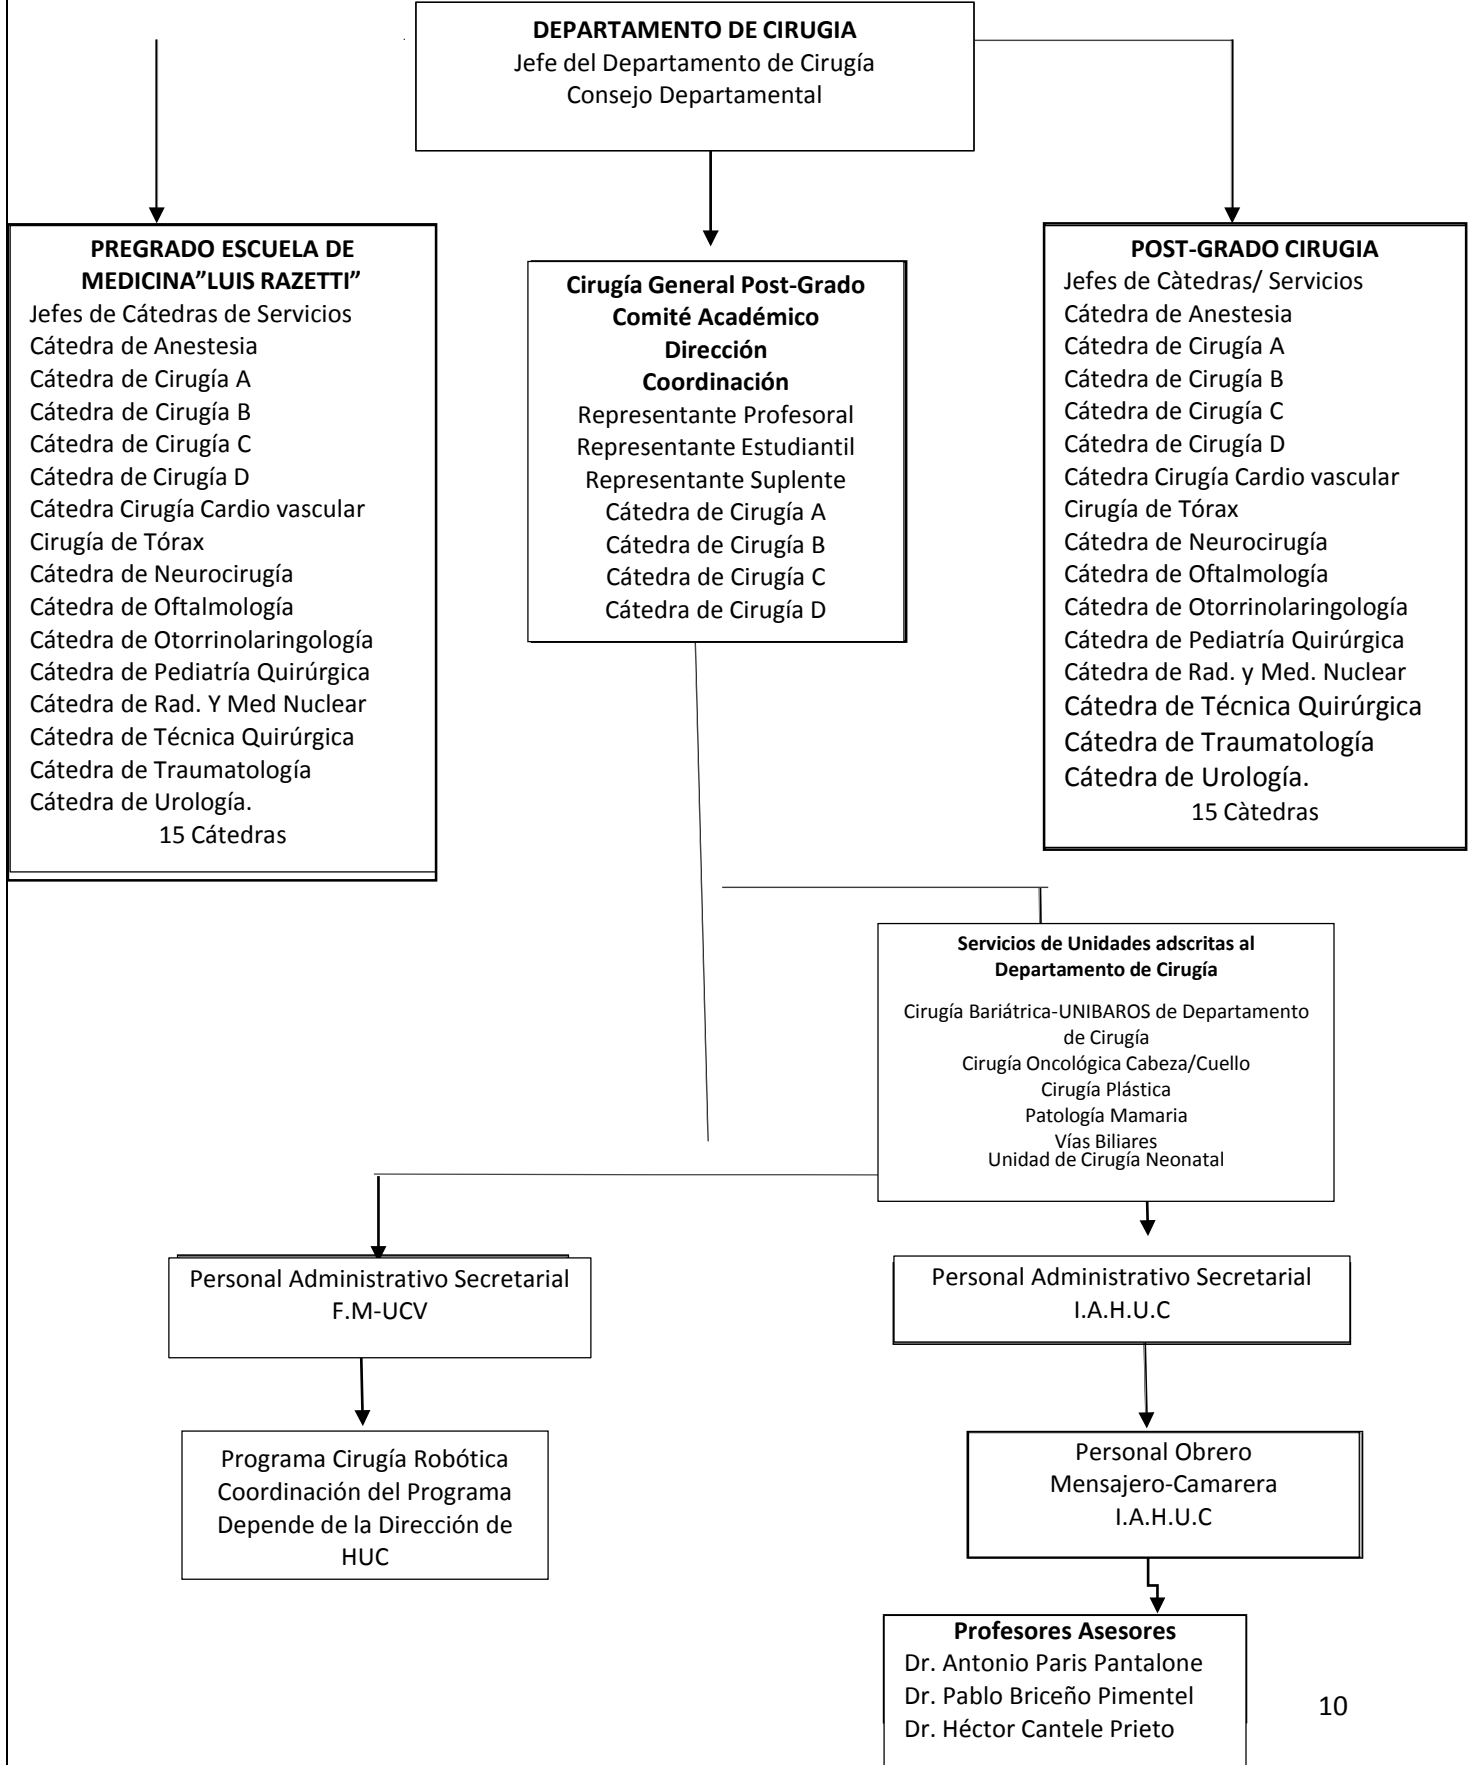 DEPARTAMENTO DE CIRUGIA
Jefe del Departamento de Cirugía
Consejo Departamental
PREGRADO ESCUELA DE
MEDICINA”LUIS RAZETTI”
Jefes de Cátedras de Servicios
Cátedra de Anestesia
Cátedra de Cirugía A
Cátedra de Cirugía B
Cátedra de Cirugía C
Cátedra de Cirugía D
Cátedra Cirugía Cardio vascular
Cirugía de Tórax
Cátedra de Neurocirugía
Cátedra de Oftalmología
Cátedra de Otorrinolaringología
Cátedra de Pediatría Quirúrgica
Cátedra de Rad. Y Med Nuclear
Cátedra de Técnica Quirúrgica
Cátedra de Traumatología
Cátedra de Urología.
15 Cátedras
Cirugía General Post-Grado
Comité Académico
Dirección
Coordinación
Representante Profesoral
Representante Estudiantil
Representante Suplente
Cátedra de Cirugía A
Cátedra de Cirugía B
Cátedra de Cirugía C
Cátedra de Cirugía D
POST-GRADO CIRUGIA
Jefes de Càtedras/ Servicios
Cátedra de Anestesia
Cátedra de Cirugía A
Cátedra de Cirugía B
Cátedra de Cirugía C
Cátedra de Cirugía D
Cátedra Cirugía Cardio vascular
Cirugía de Tórax
Cátedra de Neurocirugía
Cátedra de Oftalmología
Cátedra de Otorrinolaringología
Cátedra de Pediatría Quirúrgica
Cátedra de Rad. y Med. Nuclear
Cátedra de Técnica Quirúrgica
Cátedra de Traumatología
Cátedra de Urología.
15 Càtedras
Servicios de Unidades adscritas al
Departamento de Cirugía
Cirugía Bariátrica-UNIBAROS de Departamento
de Cirugía
Cirugía Oncológica Cabeza/Cuello
Cirugía Plástica
Patología Mamaria
Vías Biliares
Unidad de Cirugía Neonatal
Personal Administrativo Secretarial
F.M-UCV
Personal Administrativo Secretarial
I.A.H.U.C
Programa Cirugía Robótica
Coordinación del Programa
Depende de la Dirección de
HUC
Personal Obrero
Mensajero-Camarera
I.A.H.U.C
Profesores Asesores
Dr. Antonio Paris Pantalone
Dr. Pablo Briceño Pimentel
Dr. Héctor Cantele Prieto
10